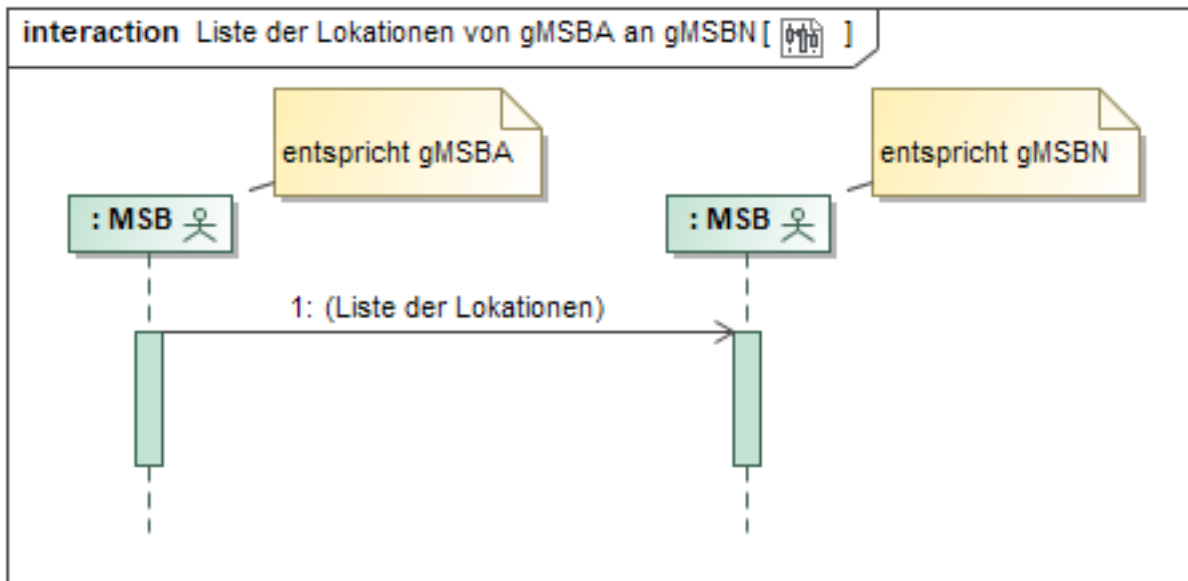 interaction Liste der Lokationen von gMSBA an gMSBN [ ]
entspricht gMSBA
entspricht gMSBN
: MSB
: MSB
1: (Liste der Lokationen)